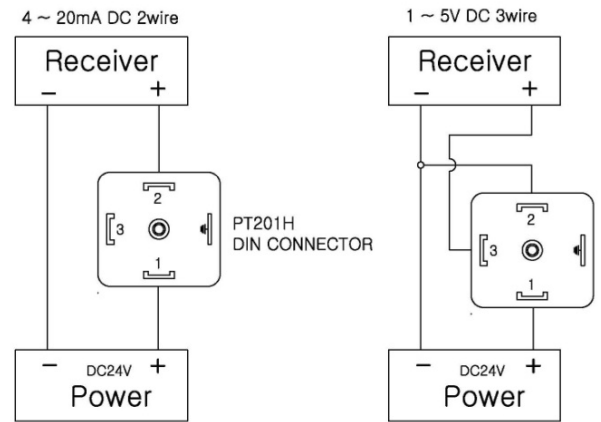 4 ~ 20mA DC 2wire
Receiver
− +
2
3
1
PT201H
DIN CONNECTOR
− DC24V +
Power
1 ~ 5V DC 3wire
Receiver
− +
2
3
1
− DC24V +
Power